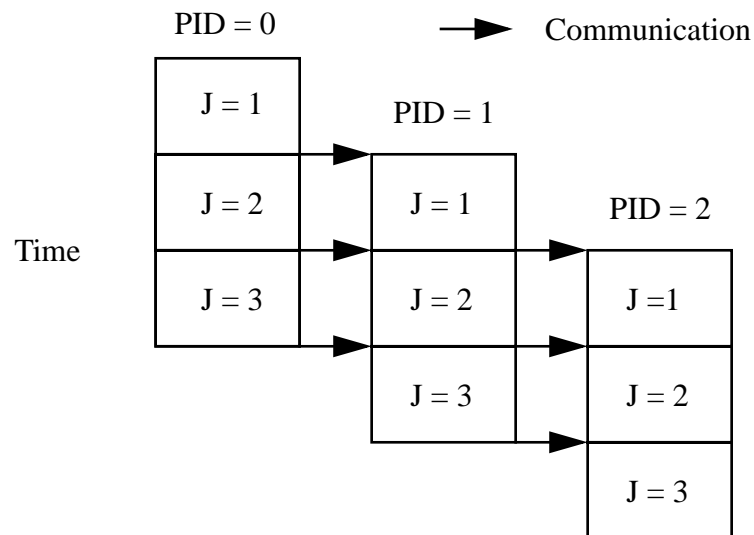 PID = 0
Communication
J = 1
PID = 1
J = 2
J = 1
PID = 2
Time
J = 3
J = 2
J =1
J = 3
J = 2
J = 3